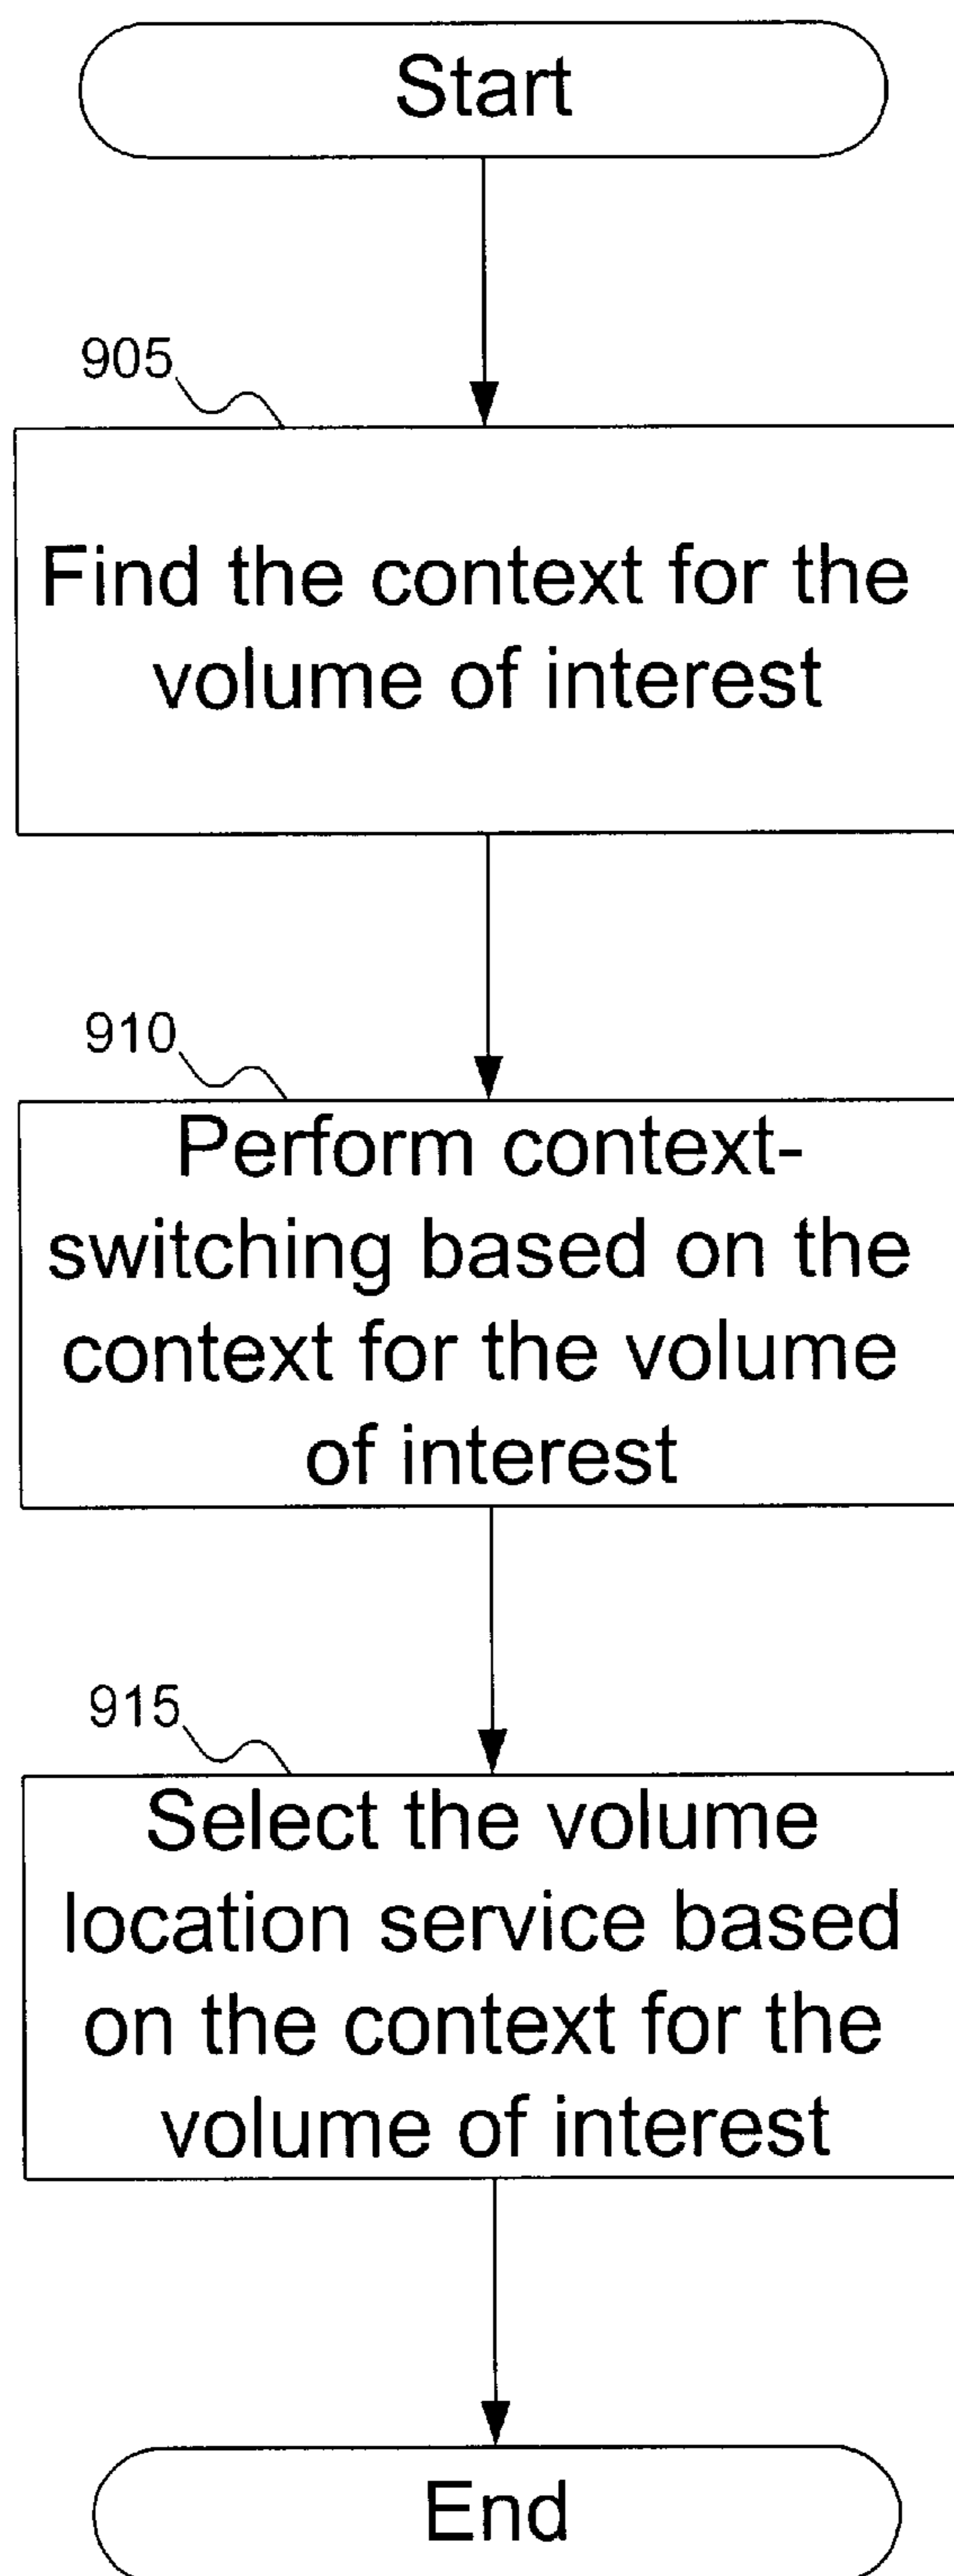 Start
905
Find the context for the
volume of interest
910
Perform context-
switching based on the
context for the volume
of interest
915
Select the volume
location service based
on the context for the
volume of interest
End